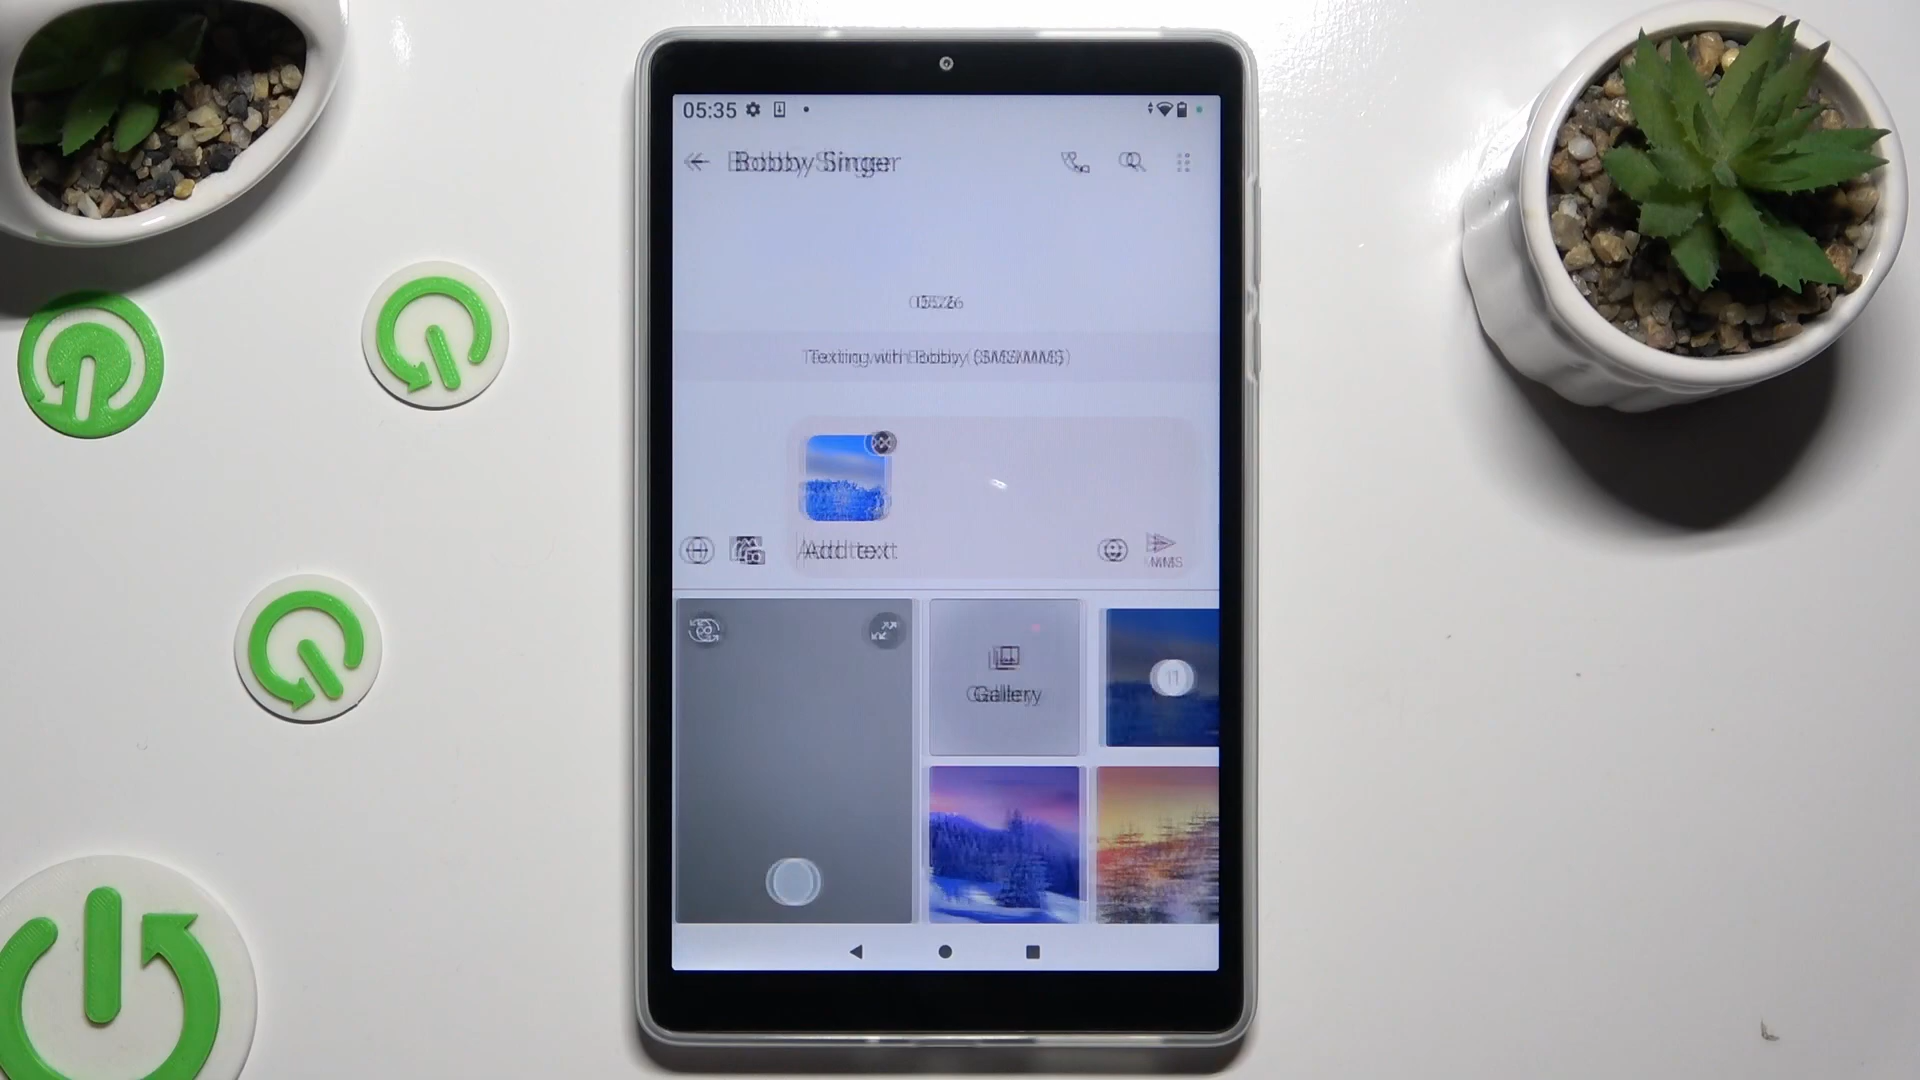 05:35
Bobby Singer
Texting with Bobby (SMS/MMS)
Add text
MMS
Gallery